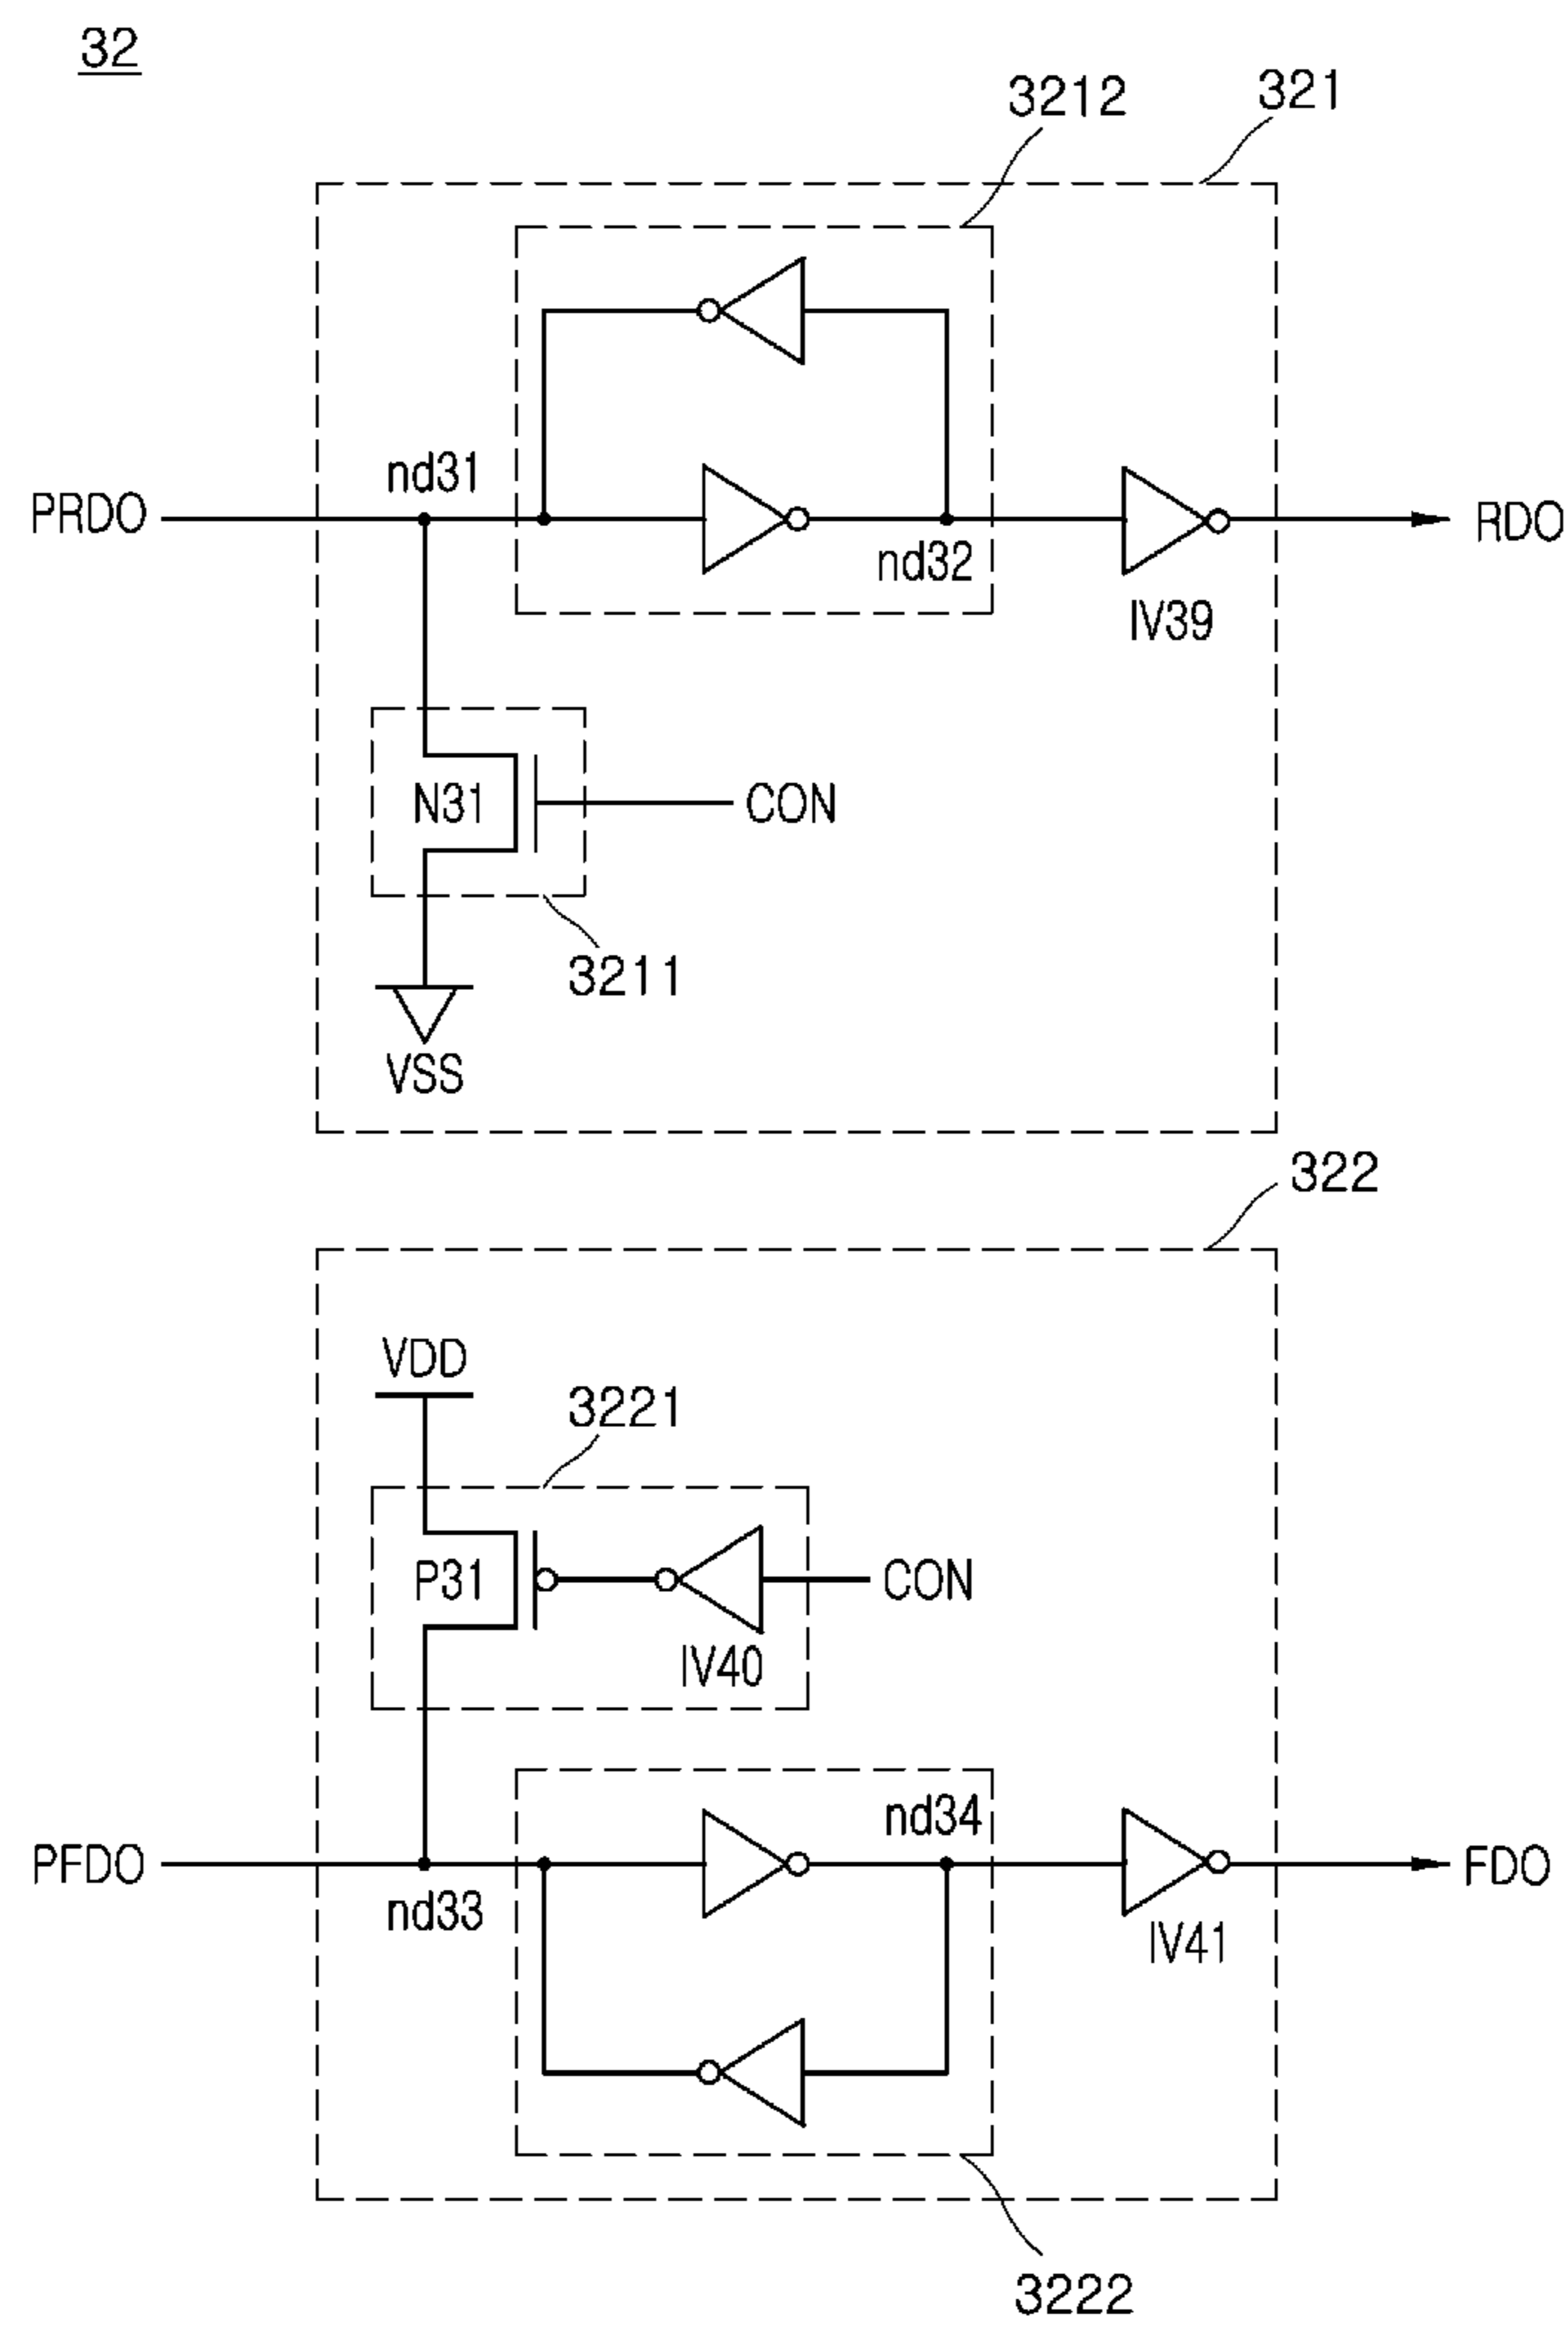 32
3212
321
nd31
PRDO
nd32
RDO
IV39
N31
CON
3211
VSS
322
VDD
3221
P31
CON
IV40
nd34
PFDO
FDO
nd33
IV41
3222